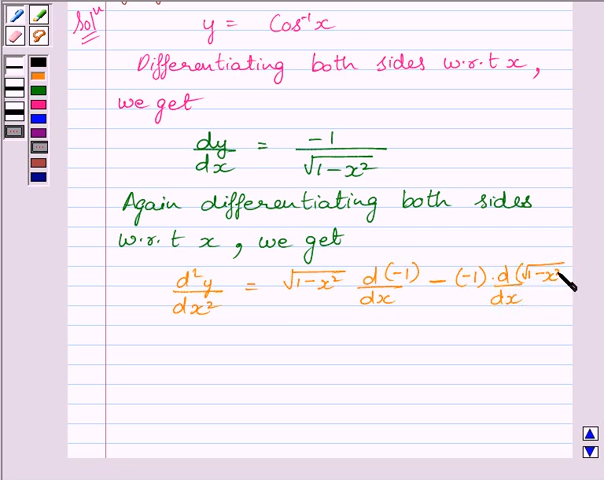 Solⁿ
y = Cos⁻¹x
Differentiating both sides w.r.t x,
we get
dy/dx = -1/√(1-x²)
Again differentiating both sides
w.r.t x, we get
d²y/dx² = √(1-x²) d(-1)/dx - (-1) . d(√(1-x²)/dx